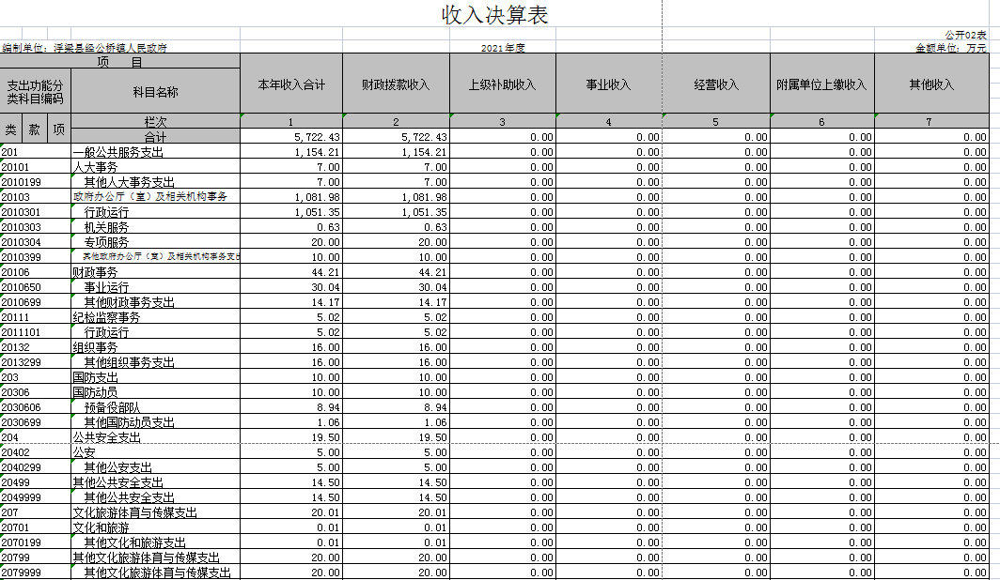 收入决算表
公开02表
编制单位：浮梁县经公桥镇人民政府 2021年度 金额单位：万元
项 目 本年收入合计 财政拨款收入 上级补助收入 事业收入 经营收入 附属单位上缴收入 其他收入
支出功能分类科目编码 科目名称
类 款 项 栏次 1 2 3 4 5 6 7
合计 5,722.43 5,722.43 0.00 0.00 0.00 0.00 0.00
201 一般公共服务支出 1,154.21 1,154.21 0.00 0.00 0.00 0.00 0.00
20101 人大事务 7.00 7.00 0.00 0.00 0.00 0.00 0.00
2010199 其他人大事务支出 7.00 7.00 0.00 0.00 0.00 0.00 0.00
20103 政府办公厅（室）及相关机构事务 1,081.98 1,081.98 0.00 0.00 0.00 0.00 0.00
2010301 行政运行 1,051.35 1,051.35 0.00 0.00 0.00 0.00 0.00
2010303 机关服务 0.63 0.63 0.00 0.00 0.00 0.00 0.00
2010304 专项服务 20.00 20.00 0.00 0.00 0.00 0.00 0.00
2010399 其他政府办公厅（室）及相关机构事务支出 10.00 10.00 0.00 0.00 0.00 0.00 0.00
20106 财政事务 44.21 44.21 0.00 0.00 0.00 0.00 0.00
2010650 事业运行 30.04 30.04 0.00 0.00 0.00 0.00 0.00
2010699 其他财政事务支出 14.17 14.17 0.00 0.00 0.00 0.00 0.00
20111 纪检监察事务 5.02 5.02 0.00 0.00 0.00 0.00 0.00
2011101 行政运行 5.02 5.02 0.00 0.00 0.00 0.00 0.00
20132 组织事务 16.00 16.00 0.00 0.00 0.00 0.00 0.00
2013299 其他组织事务支出 16.00 16.00 0.00 0.00 0.00 0.00 0.00
203 国防支出 10.00 10.00 0.00 0.00 0.00 0.00 0.00
20306 国防动员 10.00 10.00 0.00 0.00 0.00 0.00 0.00
2030606 预备役部队 8.94 8.94 0.00 0.00 0.00 0.00 0.00
2030699 其他国防动员支出 1.06 1.06 0.00 0.00 0.00 0.00 0.00
204 公共安全支出 19.50 19.50 0.00 0.00 0.00 0.00 0.00
20402 公安 5.00 5.00 0.00 0.00 0.00 0.00 0.00
2040299 其他公安支出 5.00 5.00 0.00 0.00 0.00 0.00 0.00
20499 其他公共安全支出 14.50 14.50 0.00 0.00 0.00 0.00 0.00
2049999 其他公共安全支出 14.50 14.50 0.00 0.00 0.00 0.00 0.00
207 文化旅游体育与传媒支出 20.01 20.01 0.00 0.00 0.00 0.00 0.00
20701 文化和旅游 0.01 0.01 0.00 0.00 0.00 0.00 0.00
2070199 其他文化和旅游支出 0.01 0.01 0.00 0.00 0.00 0.00 0.00
20799 其他文化旅游体育与传媒支出 20.00 20.00 0.00 0.00 0.00 0.00 0.00
2079999 其他文化旅游体育与传媒支出 20.00 20.00 0.00 0.00 0.00 0.00 0.00